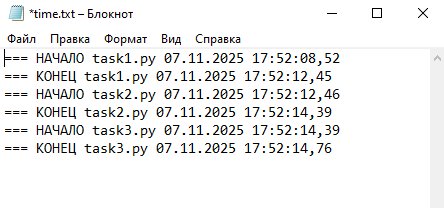 *time.txt – Блокнот
Файл Правка Формат Вид Справка
=== НАЧАЛО task1.py 07.11.2025 17:52:08,52
=== КОНЕЦ task1.py 07.11.2025 17:52:12,45
=== НАЧАЛО task2.py 07.11.2025 17:52:12,46
=== КОНЕЦ task2.py 07.11.2025 17:52:14,39
=== НАЧАЛО task3.py 07.11.2025 17:52:14,39
=== КОНЕЦ task3.py 07.11.2025 17:52:14,76